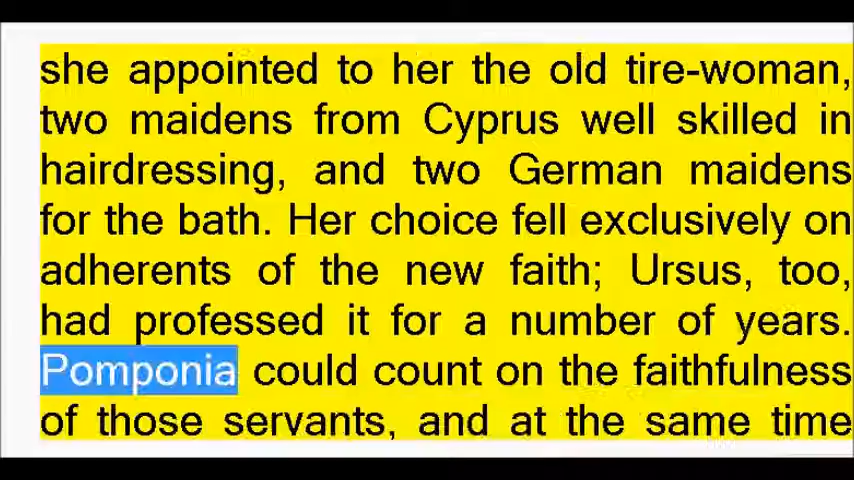 she appointed to her the old tire-woman,
two maidens from Cyprus well skilled in
hairdressing, and two German maidens
for the bath. Her choice fell exclusively on
adherents of the new faith; Ursus, too,
had professed it for a number of years.
Pomponia could count on the faithfulness
of those servants, and at the same time